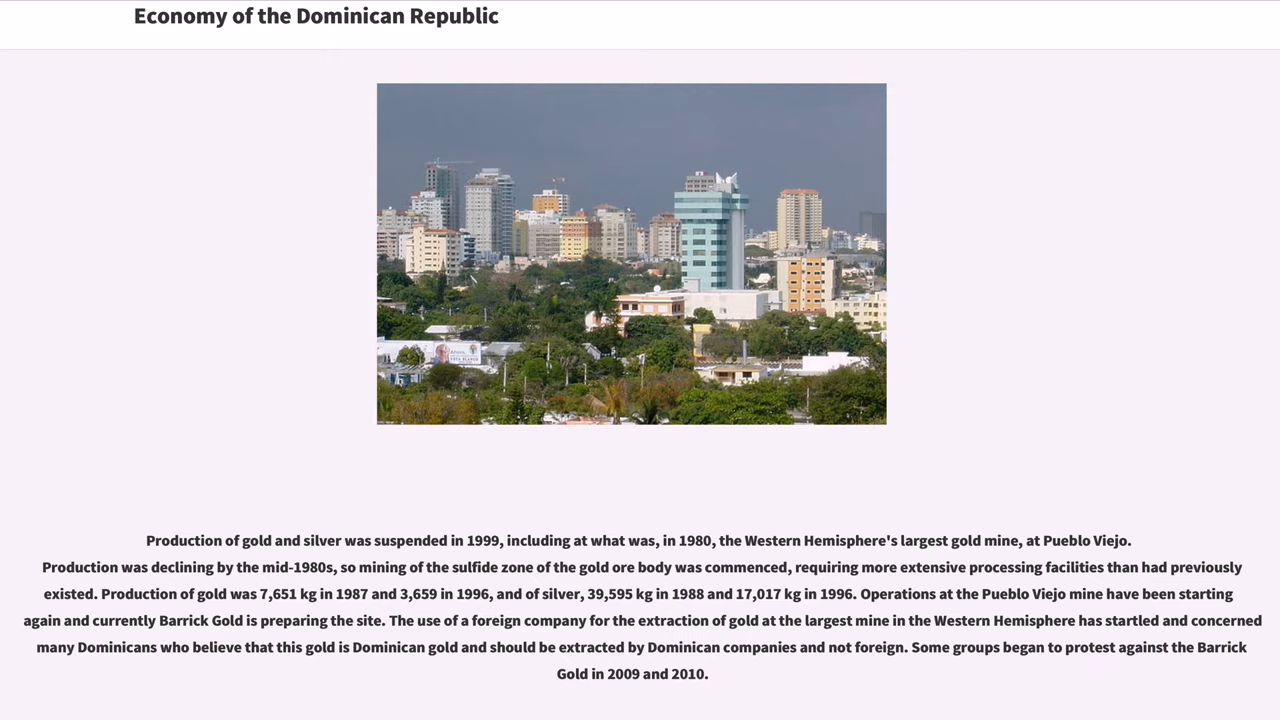 Economy of the Dominican Republic
Production of gold and silver was suspended in 1999, including at what was, in 1980, the Western Hemisphere's largest gold mine, at Pueblo Viejo.
Production was declining by the mid-1980s, so mining of the sulfide zone of the gold ore body was commenced, requiring more extensive processing facilities than had previously
existed. Production of gold was 7,651 kg in 1987 and 3,659 in 1996, and of silver, 39,595 kg in 1988 and 17,017 kg in 1996. Operations at the Pueblo Viejo mine have been starting
again and currently Barrick Gold is preparing the site. The use of a foreign company for the extraction of gold at the largest mine in the Western Hemisphere has startled and concerned
many Dominicans who believe that this gold is Dominican gold and should be extracted by Dominican companies and not foreign. Some groups began to protest against the Barrick
Gold in 2009 and 2010.